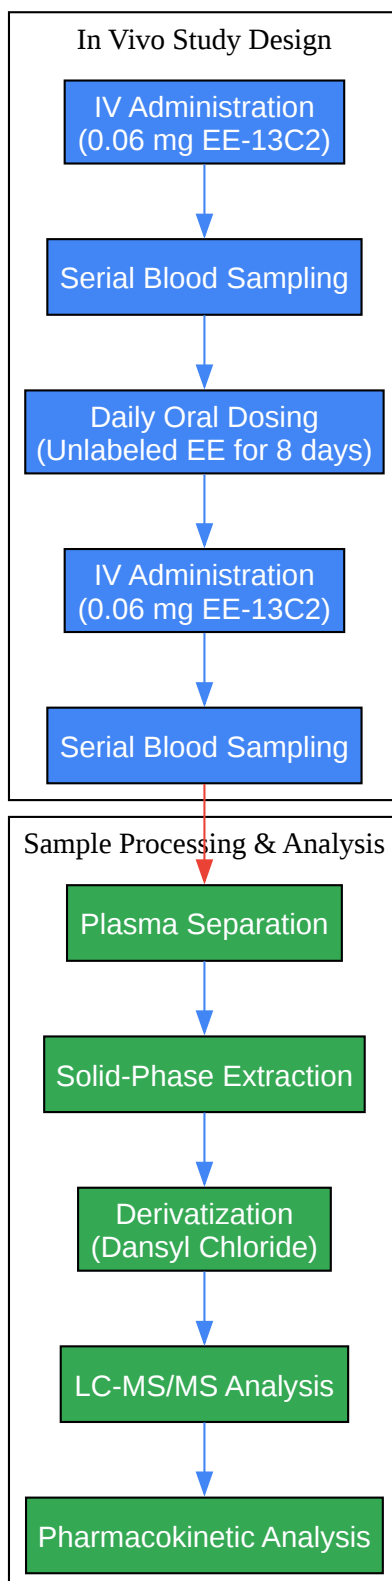 In Vivo Study Design
IV Administration
(0.06 mg EE-13C2)
Serial Blood Sampling
Daily Oral Dosing
(Unlabeled EE for 8 days)
IV Administration
(0.06 mg EE-13C2)
Serial Blood Sampling
Sample Processing & Analysis
Plasma Separation
Solid-Phase Extraction
Derivatization
(Dansyl Chloride)
LC-MS/MS Analysis
Pharmacokinetic Analysis